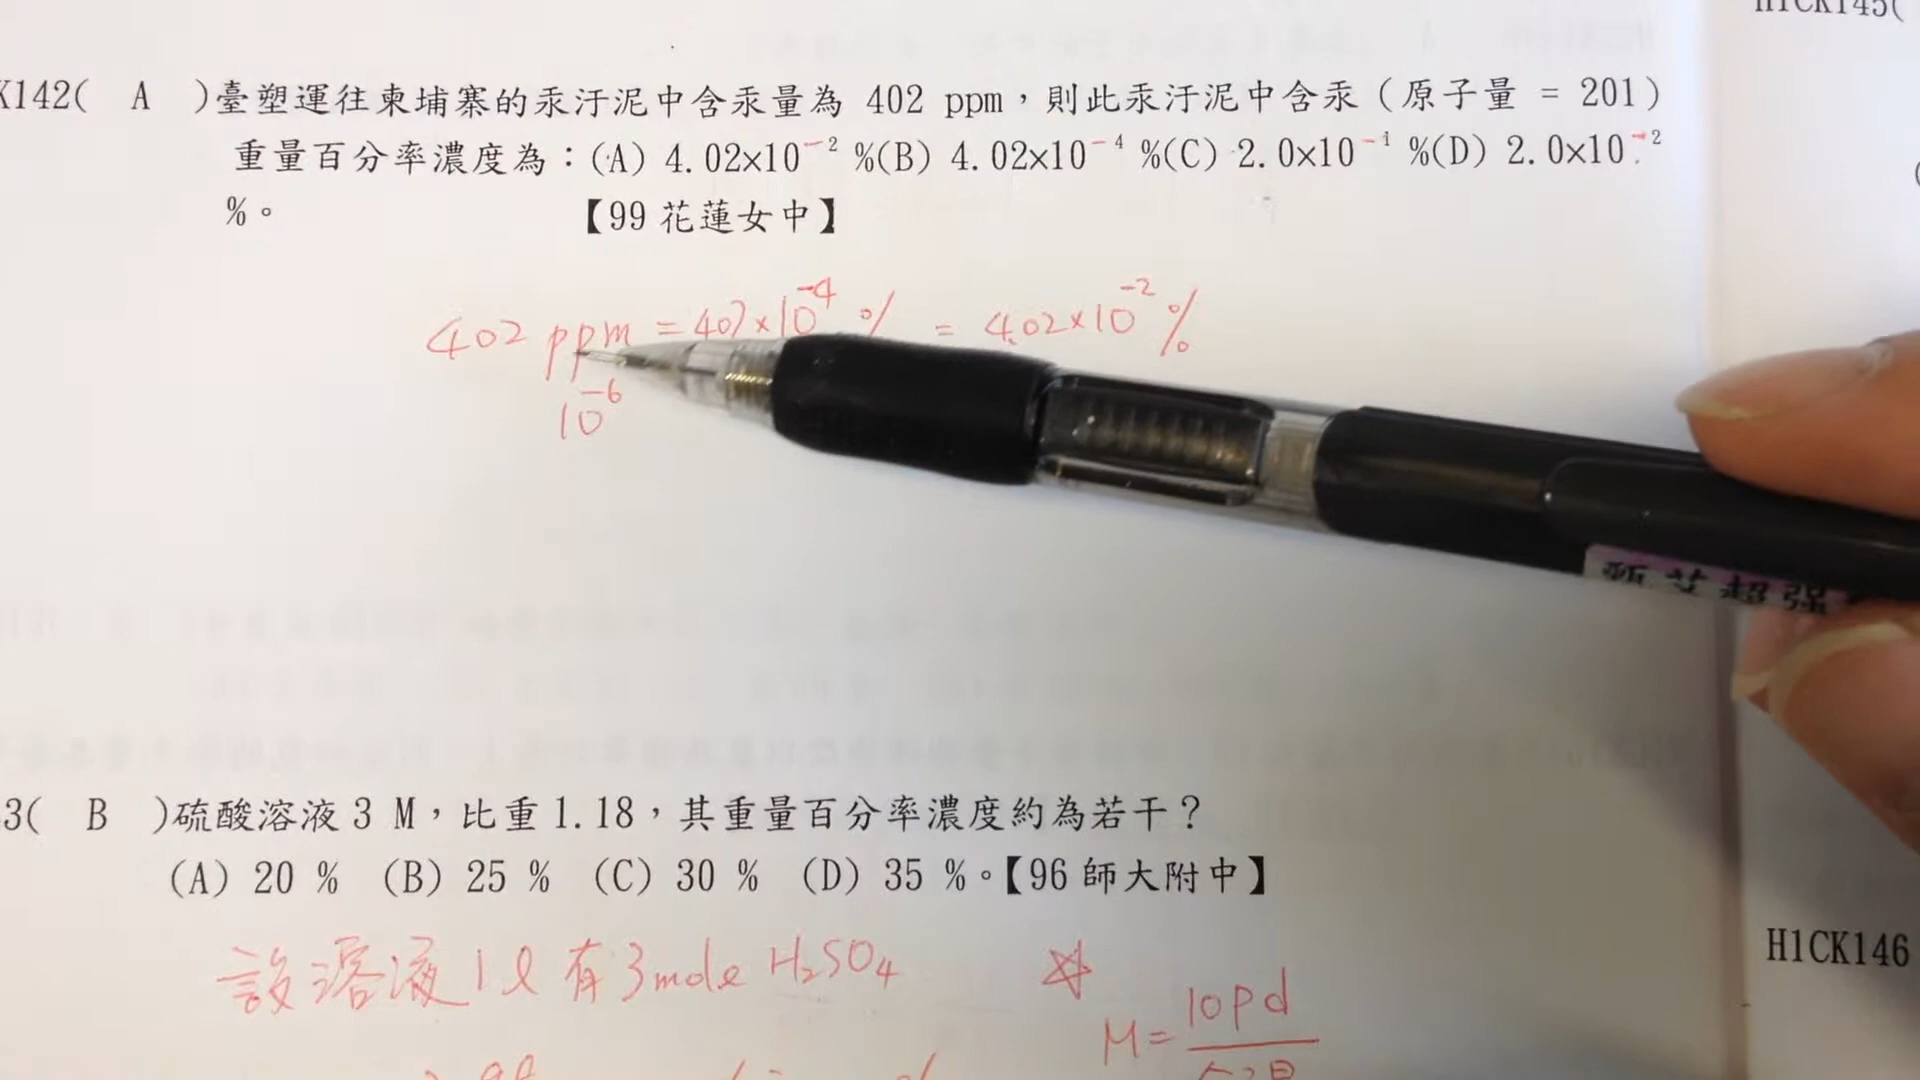 H1CK145(
K142( A )臺塑運往柬埔寨的汞汙泥中含汞量為 402 ppm，則此汞汙泥中含汞（原子量 = 201）
重量百分率濃度為：(A) 4.02×10⁻² %(B) 4.02×10⁻⁴ %(C) 2.0×10⁻¹ %(D) 2.0×10⁻²
%。 【99 花蓮女中】
402 ppm = 402×10⁻⁴ % = 4.02×10⁻² %
10⁻⁶
超強
3( B )硫酸溶液 3 M，比重 1.18，其重量百分率濃度約為若干？
(A) 20 % (B) 25 % (C) 30 % (D) 35 %。【96 師大附中】
H1CK146
設溶液 1ℓ 有 3mole H₂SO₄
M = 10Pd